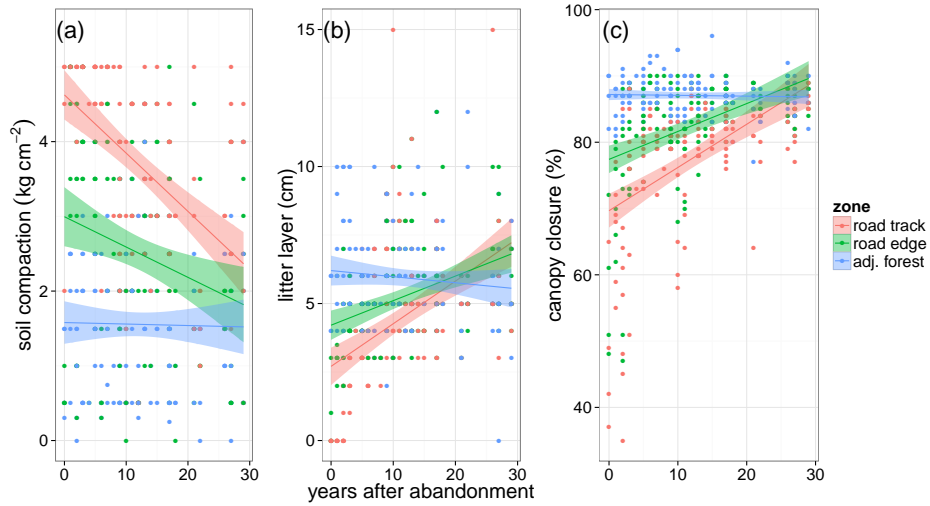 (a)
soil compaction (kg cm⁻²)
4
2
0
0
10
20
30
(b)
litter layer (cm)
15
10
5
0
0
10
20
30
years after abandonment
(c)
canopy closure (%)
100
80
60
40
0
10
20
30
zone
road track
road edge
adj. forest